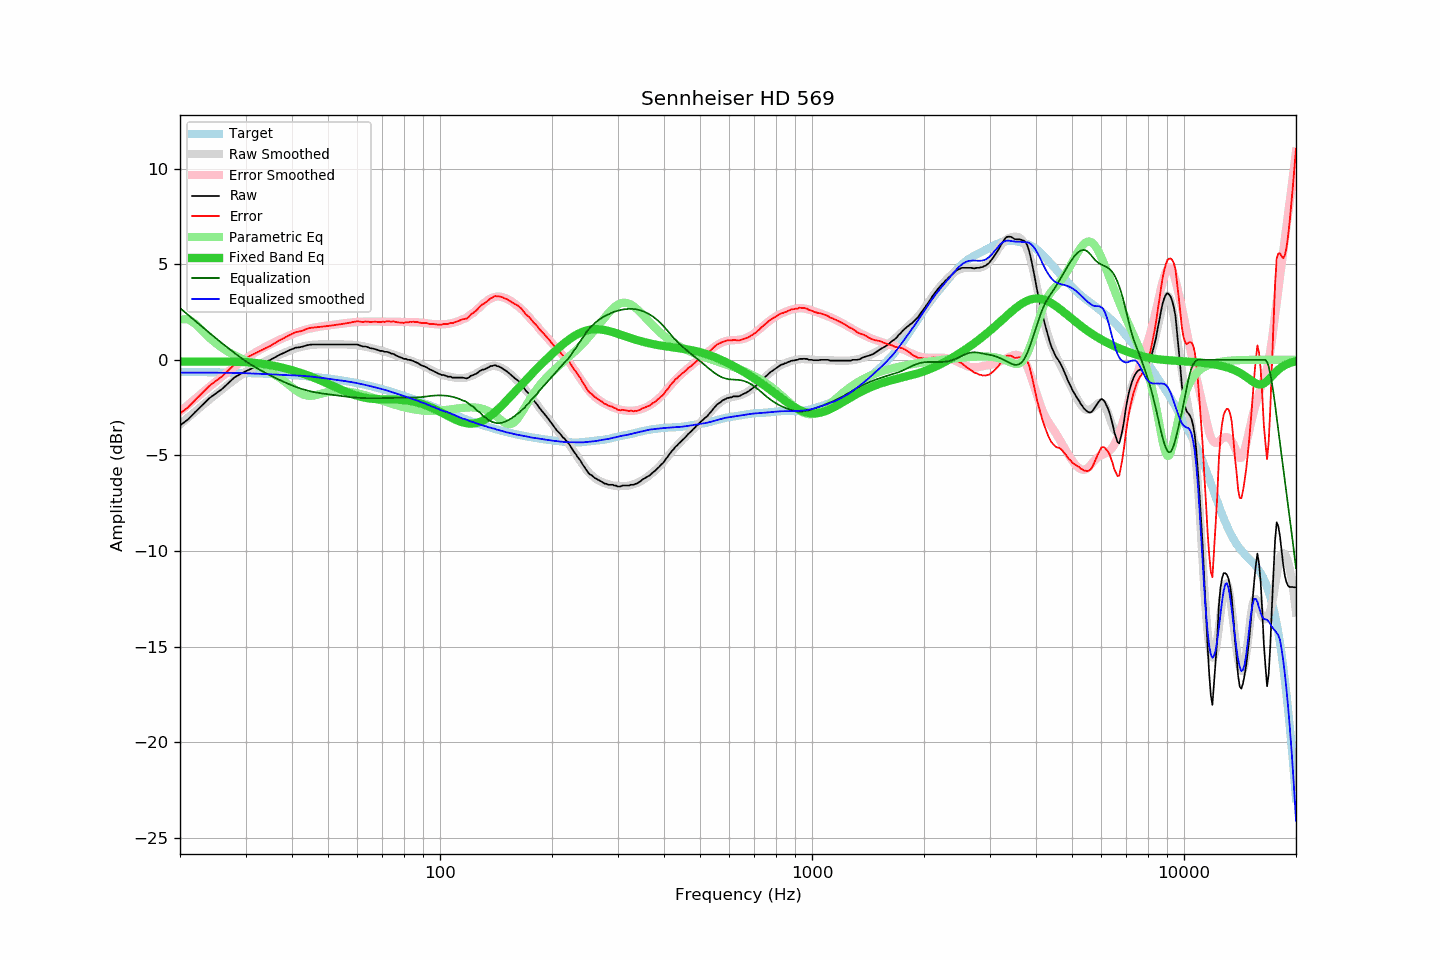 Sennheiser HD 569
Target
Raw Smoothed
Error Smoothed
Raw
Error
Parametric Eq
Fixed Band Eq
Equalization
Equalized smoothed
10
5
0
−5
−10
−15
−20
−25
Amplitude (dBr)
100
1000
10000
Frequency (Hz)